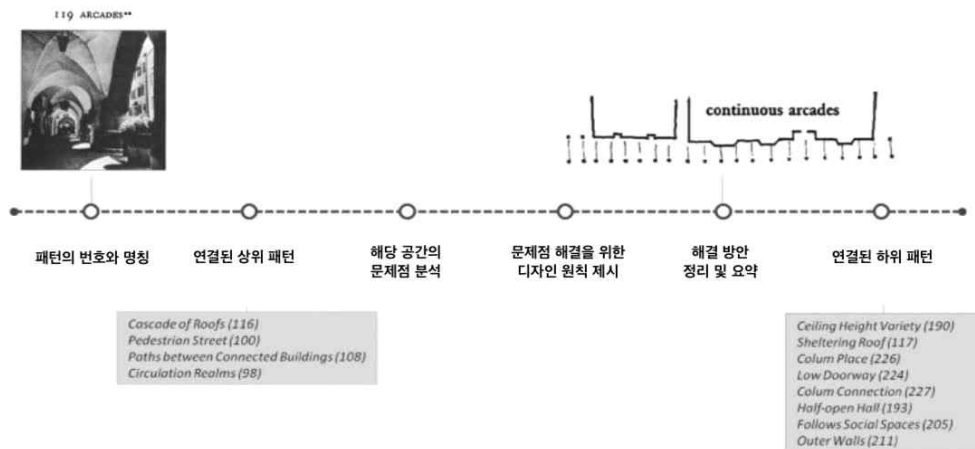 119 ARCADES**
continuous arcades
패턴의 번호와 명칭
연결된 상위 패턴
해당 공간의
문제점 분석
문제점 해결을 위한
디자인 원칙 제시
해결 방안
정리 및 요약
연결된 하위 패턴
Cascade of Roofs (116)
Pedestrian Street (100)
Paths between Connected Buildings (108)
Circulation Realms (98)
Ceiling Height Variety (190)
Sheltering Roof (117)
Colum Place (226)
Low Doorway (224)
Colum Connection (227)
Half-open Hall (193)
Follows Social Spaces (205)
Outer Walls (211)